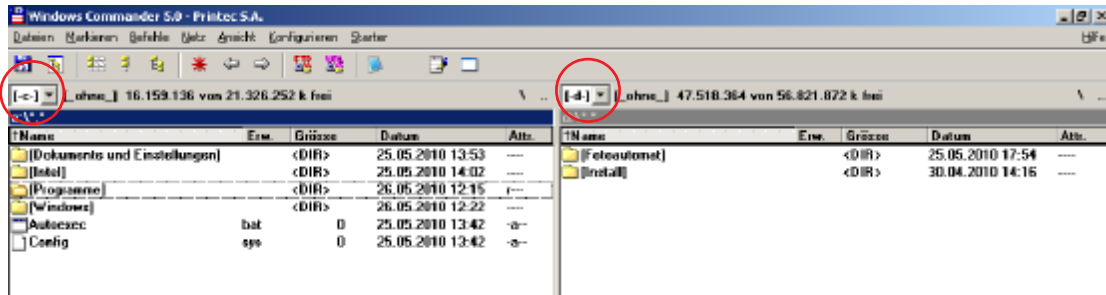 Windows Commander 5.0 - Printec S.A.
Dateien Markieren Befehle Netz Ansicht Konfigurieren Starter Hilfe
[-c-] [_ohne_] 16.159.136 von 21.326.252 k frei \ ..
[-d-] [_ohne_] 47.518.364 von 56.821.872 k frei \ ..
c:\*.*
↑Name Erw. Grösse Datum Attr.
[Dokumente und Einstellungen] <DIR> 25.05.2010 13:53 ----
[Intel] <DIR> 25.05.2010 14:02 ----
[Programme] <DIR> 26.05.2010 12:15 r---
[Windows] <DIR> 26.05.2010 12:22 ----
Autoexec bat 0 25.05.2010 13:42 -a--
Config sys 0 25.05.2010 13:42 -a--
↑Name Erw. Grösse Datum Attr.
[Fotoautomat] <DIR> 25.05.2010 17:54 ----
[Install] <DIR> 30.04.2010 14:16 ----